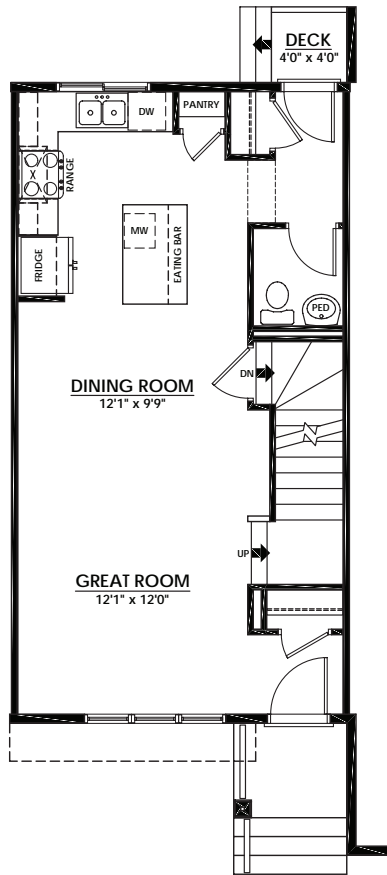 DECK
4'0" x 4'0"
DW
PANTRY
RANGE
FRIDGE
MW
EATING BAR
PED
DN
DINING ROOM
12'1" x 9'9"
UP
GREAT ROOM
12'1" x 12'0"